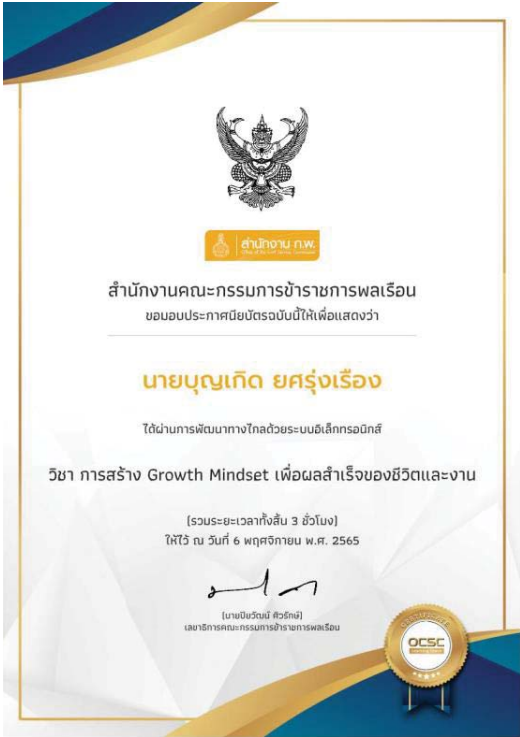 สำนักงาน ก.พ.
สำนักงานคณะกรรมการข้าราชการพลเรือน
ขอมอบประกาศนียบัตรฉบับนี้ให้เพื่อแสดงว่า
นายบุญเกิด ยศรุ่งเรือง
ได้ผ่านการพัฒนาทางไกลด้วยระบบอิเล็กทรอนิกส์
วิชา การสร้าง Growth Mindset เพื่อผลสำเร็จของชีวิตและงาน
(รวมระยะเวลาทั้งสิ้น 3 ชั่วโมง)
ให้ไว้ ณ วันที่ 6 พฤศจิกายน พ.ศ. 2565
(นายปิยวัฒน์ ศิวรักษ์)
เลขาธิการคณะกรรมการข้าราชการพลเรือน
CERTIFICATE
OCSC